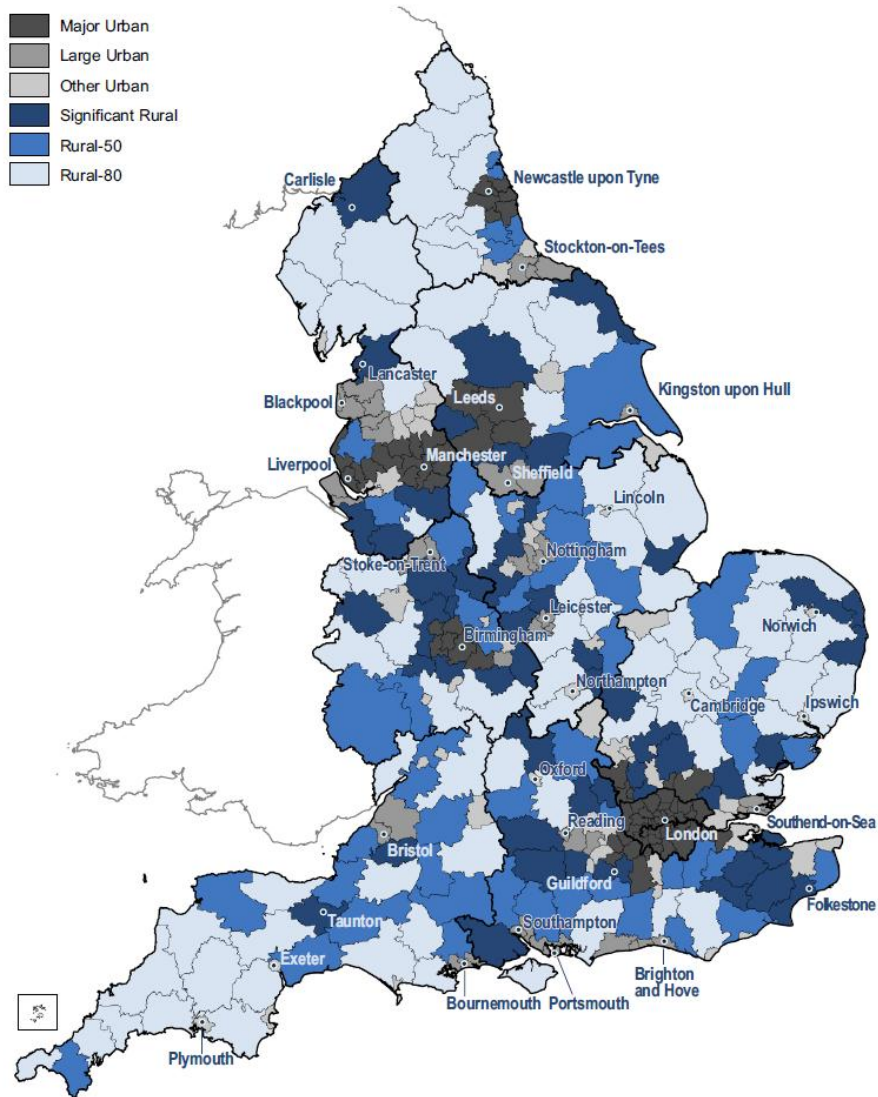 Major Urban
Large Urban
Other Urban
Significant Rural
Rural-50
Rural-80
Carlisle
Newcastle upon Tyne
Stockton-on-Tees
Lancaster
Blackpool
Leeds
Kingston upon Hull
Liverpool
Manchester
Sheffield
Lincoln
Stoke-on-Trent
Nottingham
Leicester
Norwich
Birmingham
Northampton
Cambridge
Ipswich
Oxford
Reading
London
Southend-on-Sea
Bristol
Guildford
Folkestone
Taunton
Southampton
Exeter
Brighton
and Hove
Bournemouth
Portsmouth
Plymouth